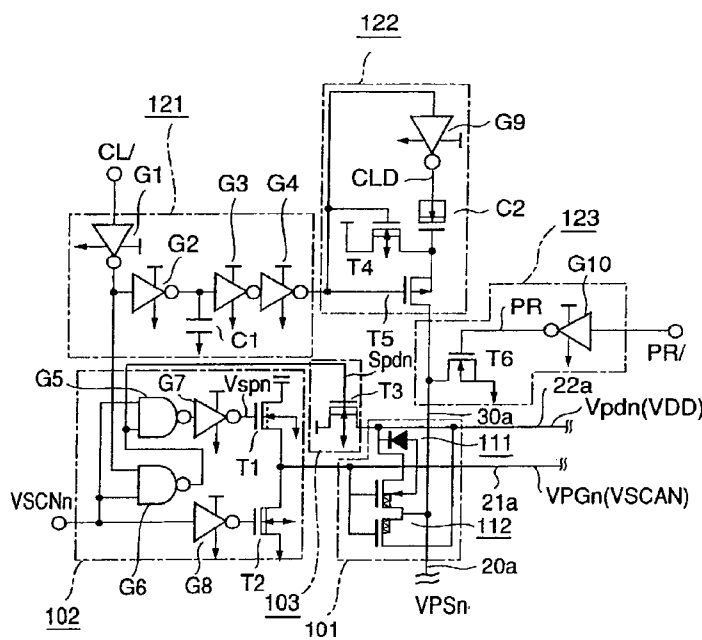 122
121
G9
CL/
G1
CLD
G3
G4
C2
123
G2
T4
G10
PR
C1
T5
T6
PR/
Spdn
G5
G7
Vspn
T3
22a
30a
Vpdn(VDD)
T1
111
VSCNn
21a
VPGn(VSCAN)
112
G6
G8
T2
20a
102
103
101
VPSn